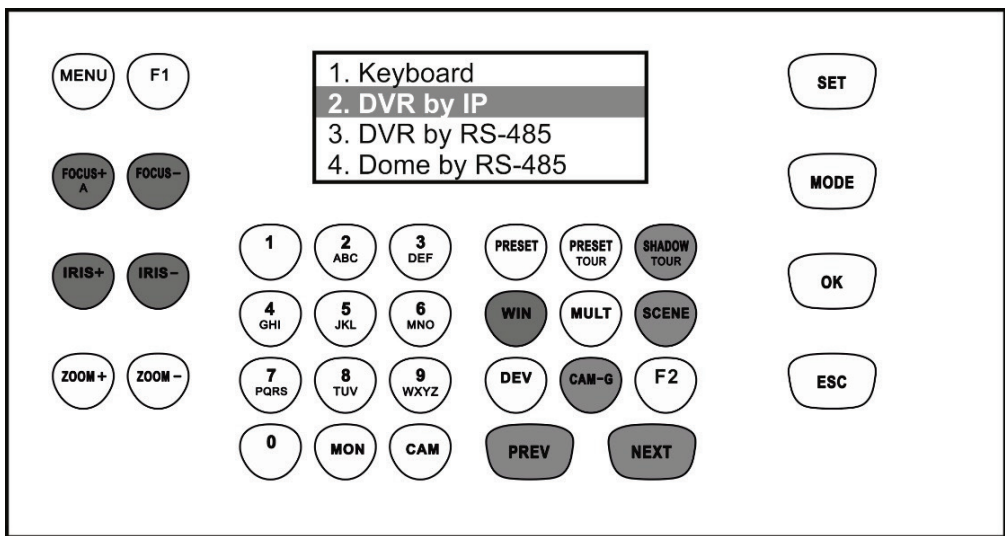 MENU
F1
FOCUS+
A
FOCUS–
IRIS+
IRIS–
ZOOM+
ZOOM–
1. Keyboard
2. DVR by IP
3. DVR by RS-485
4. Dome by RS-485
1
2
ABC
3
DEF
4
GHI
5
JKL
6
MNO
7
PQRS
8
TUV
9
WXYZ
0
MON
CAM
PRESET
PRESET
TOUR
SHADOW
TOUR
WIN
MULT
SCENE
DEV
CAM–G
F2
PREV
NEXT
SET
MODE
OK
ESC